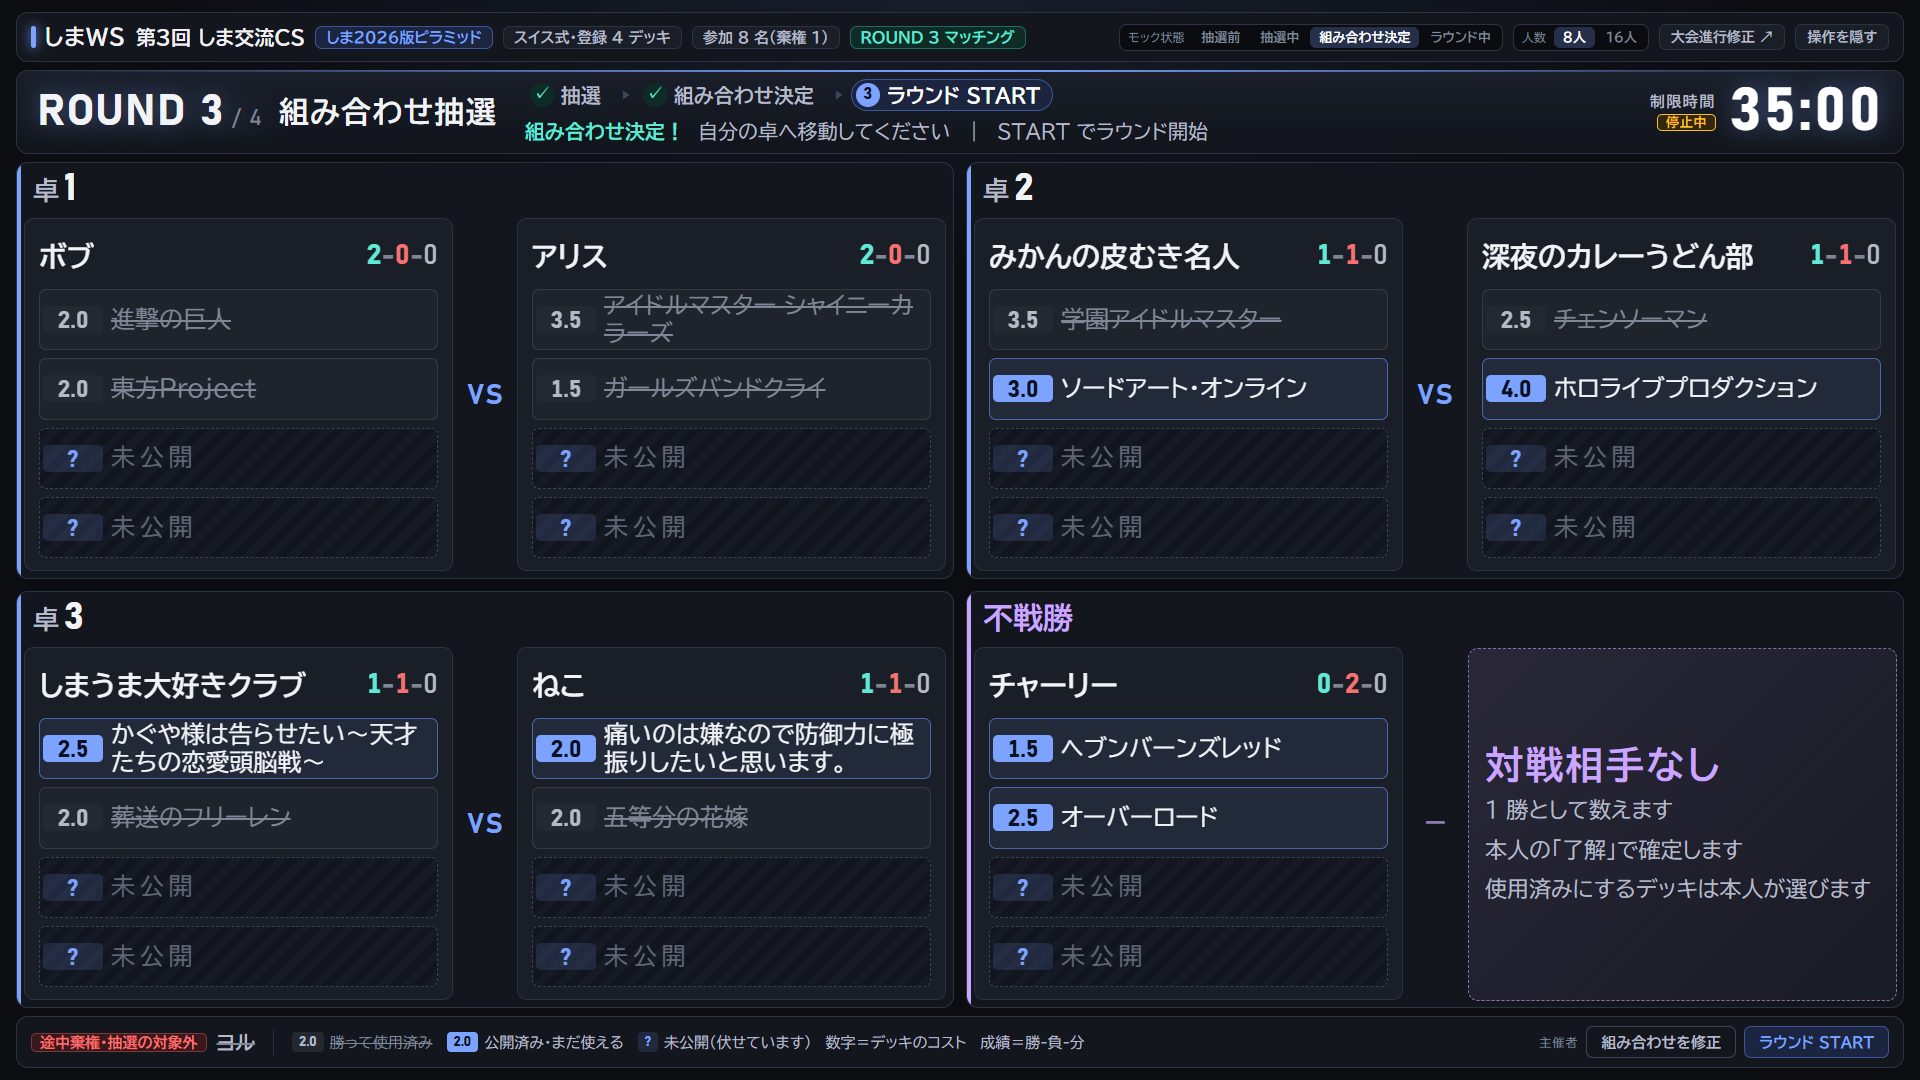 しまWS 第3回 しま交流CS しま2026版ピラミッド スイス式・登録 4 デッキ 参加 8 名(棄権 1) ROUND 3 マッチング モック状態 抽選前 抽選中 組み合わせ決定 ラウンド中 人数 8人 16人 大会進行修正 ↗ 操作を隠す
ROUND 3 / 4 組み合わせ抽選
✓ 抽選 ▸ ✓ 組み合わせ決定 ▸ 3 ラウンド START
組み合わせ決定! 自分の卓へ移動してください | START でラウンド開始
制限時間
停止中
35:00
卓 1
ボブ 2-0-0
2.0 進撃の巨人
2.0 東方Project
? 未公開
? 未公開
VS
アリス 2-0-0
3.5 アイドルマスター シャイニーカ
ラーズ
1.5 ガールズバンドクライ
? 未公開
? 未公開
卓 2
みかんの皮むき名人 1-1-0
3.5 学園アイドルマスター
3.0 ソードアート・オンライン
? 未公開
? 未公開
VS
深夜のカレーうどん部 1-1-0
2.5 チェンソーマン
4.0 ホロライブプロダクション
? 未公開
? 未公開
卓 3
しまうま大好きクラブ 1-1-0
2.5 かぐや様は告らせたい〜天才
たちの恋愛頭脳戦〜
2.0 葬送のフリーレン
? 未公開
? 未公開
VS
ねこ 1-1-0
2.0 痛いのは嫌なので防御力に極
振りしたいと思います。
2.0 五等分の花嫁
? 未公開
? 未公開
不戦勝
チャーリー 0-2-0
1.5 ヘブンバーンズレッド
2.5 オーバーロード
? 未公開
? 未公開
—
対戦相手なし
1 勝として数えます
本人の「了解」で確定します
使用済みにするデッキは本人が選びます
途中棄権・抽選の対象外 ヨル 2.0 勝って使用済み 2.0 公開済み・まだ使える ? 未公開(伏せています) 数字=デッキのコスト 成績=勝-負-分 主催者 組み合わせを修正 ラウンド START